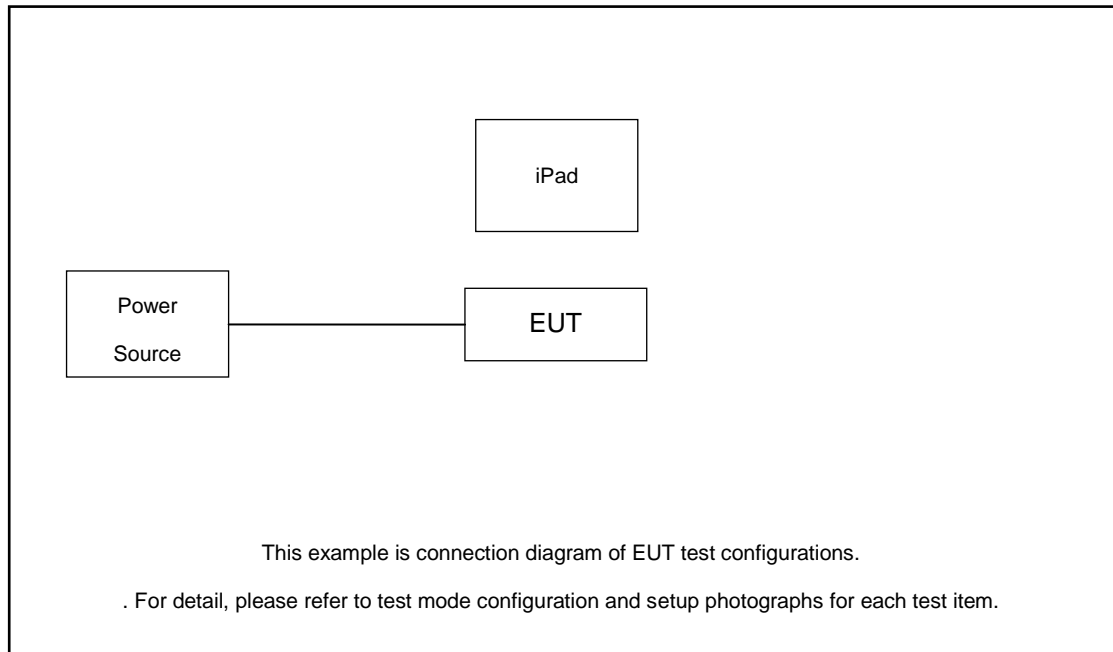 iPad
Power
Source
EUT
This example is connection diagram of EUT test configurations.
. For detail, please refer to test mode configuration and setup photographs for each test item.